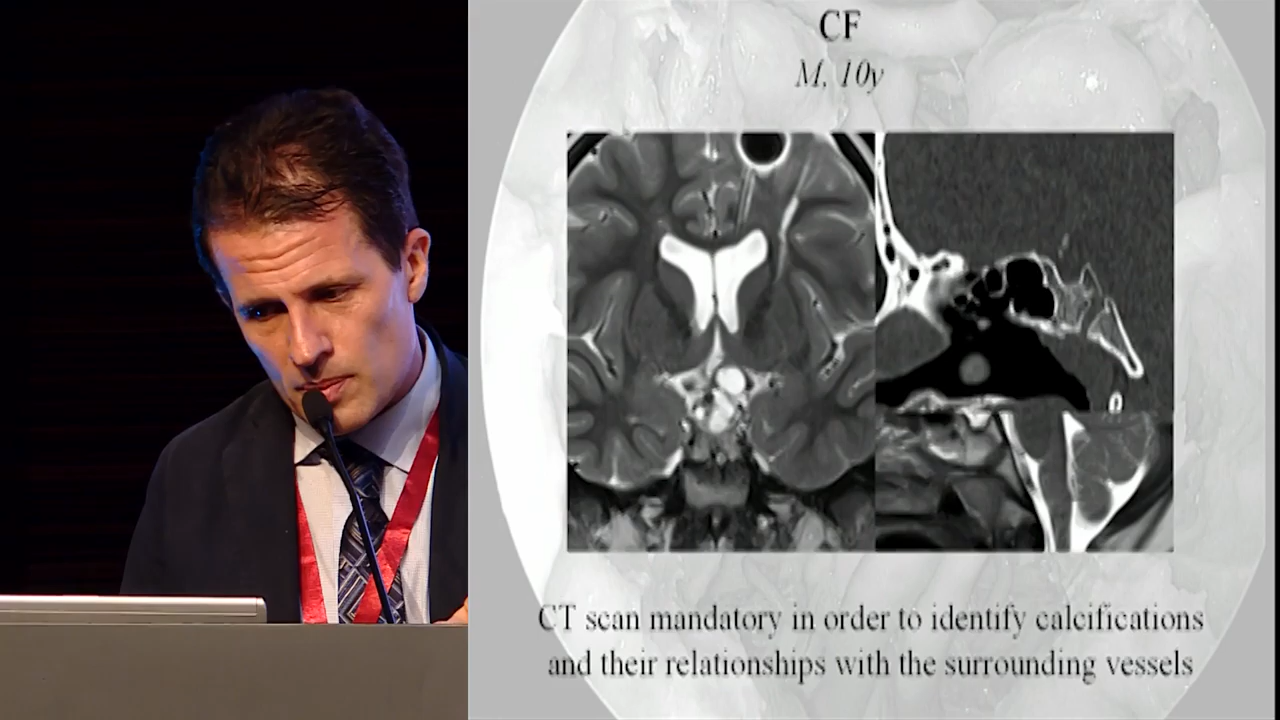 CF
M, 10y
CT scan mandatory in order to identify calcifications
and their relationships with the surrounding vessels